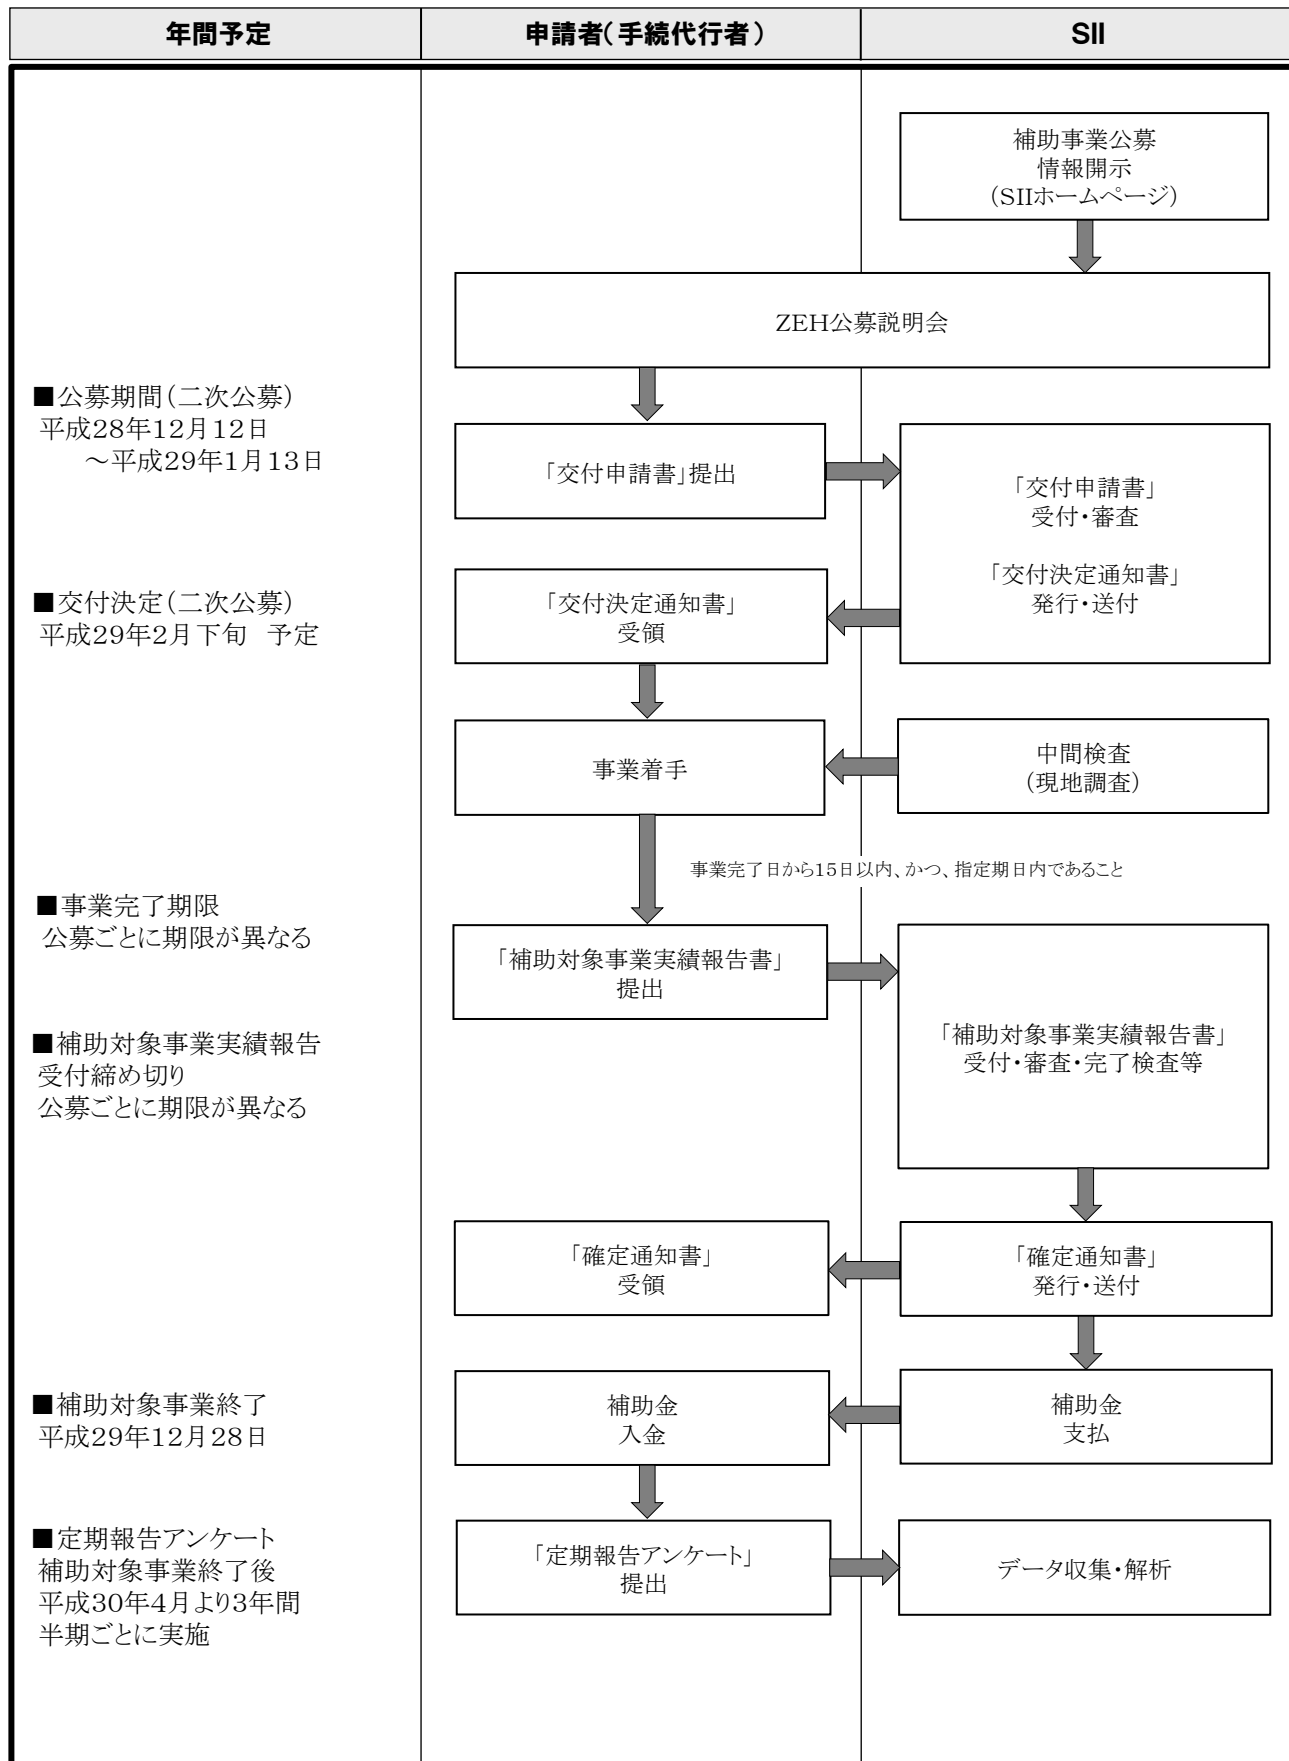 年間予定
申請者(手続代行者)
SII
補助事業公募
情報開示
(SIIホームページ)
ZEH公募説明会
■公募期間(二次公募)
平成28年12月12日
～平成29年1月13日
「交付申請書」提出
「交付申請書」
受付・審査
「交付決定通知書」
発行・送付
■交付決定(二次公募)
平成29年2月下旬　予定
「交付決定通知書」
受領
事業着手
中間検査
(現地調査)
事業完了日から15日以内、かつ、指定期日内であること
■事業完了期限
公募ごとに期限が異なる
「補助対象事業実績報告書」
提出
「補助対象事業実績報告書」
受付・審査・完了検査等
■補助対象事業実績報告
受付締め切り
公募ごとに期限が異なる
「確定通知書」
受領
「確定通知書」
発行・送付
■補助対象事業終了
平成29年12月28日
補助金
入金
補助金
支払
■定期報告アンケート
補助対象事業終了後
平成30年4月より3年間
半期ごとに実施
「定期報告アンケート」
提出
データ収集・解析